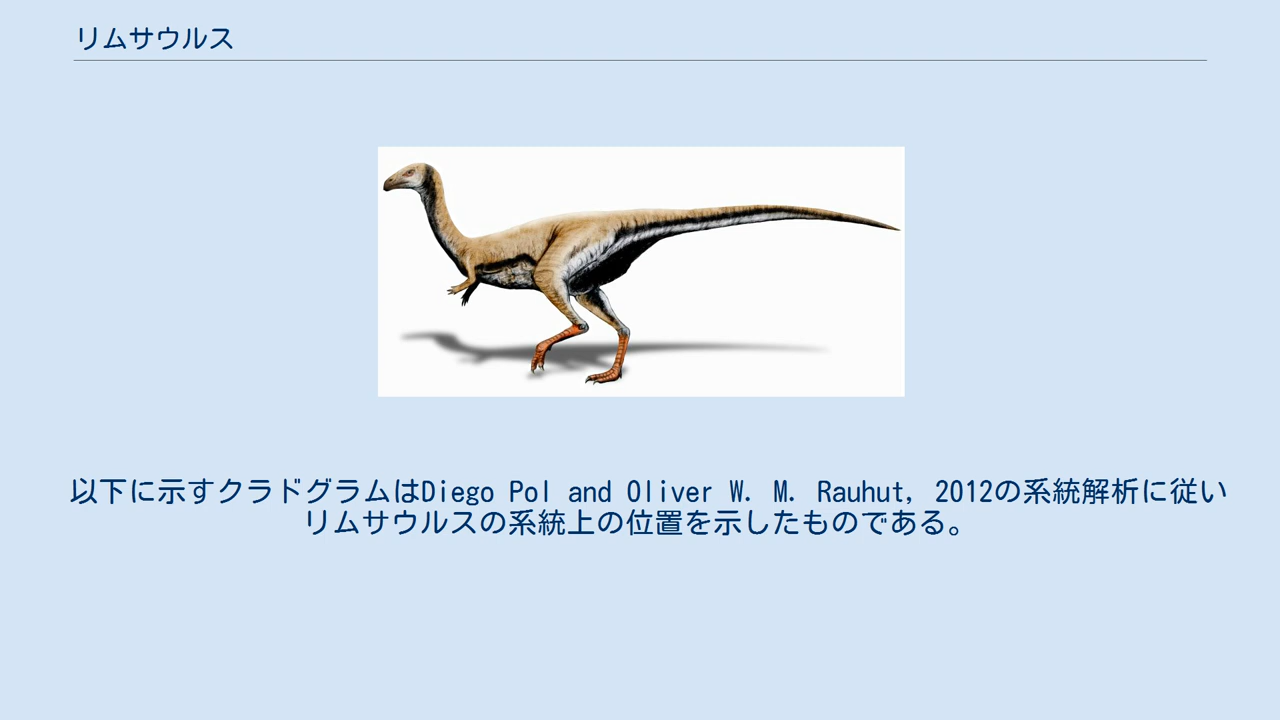 リムサウルス
以下に示すクラドグラムはDiego Pol and Oliver W. M. Rauhut, 2012の系統解析に従い
リムサウルスの系統上の位置を示したものである。